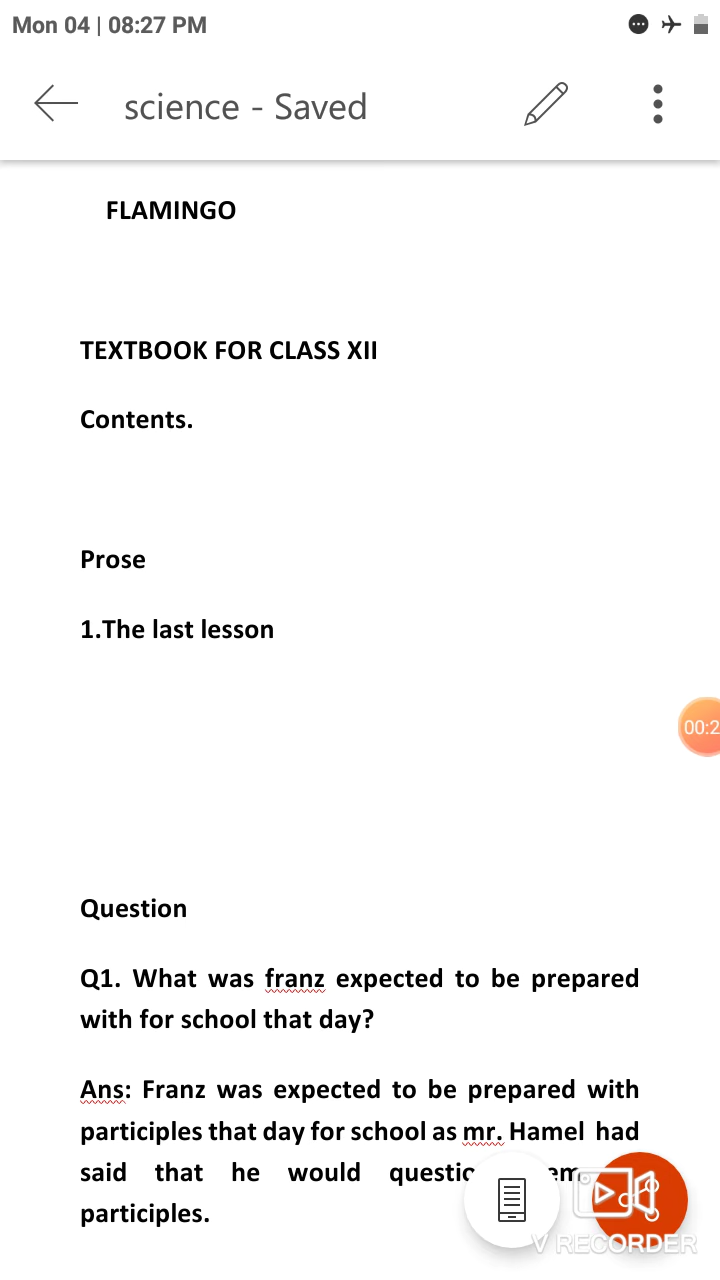 Mon 04 | 08:27 PM
science - Saved
FLAMINGO
TEXTBOOK FOR CLASS XII
Contents.
Prose
1.The last lesson
00:2
Question
Q1. What was franz expected to be prepared
with for school that day?
Ans: Franz was expected to be prepared with
participles that day for school as mr. Hamel had
said that he would
participles.
V RECORDER